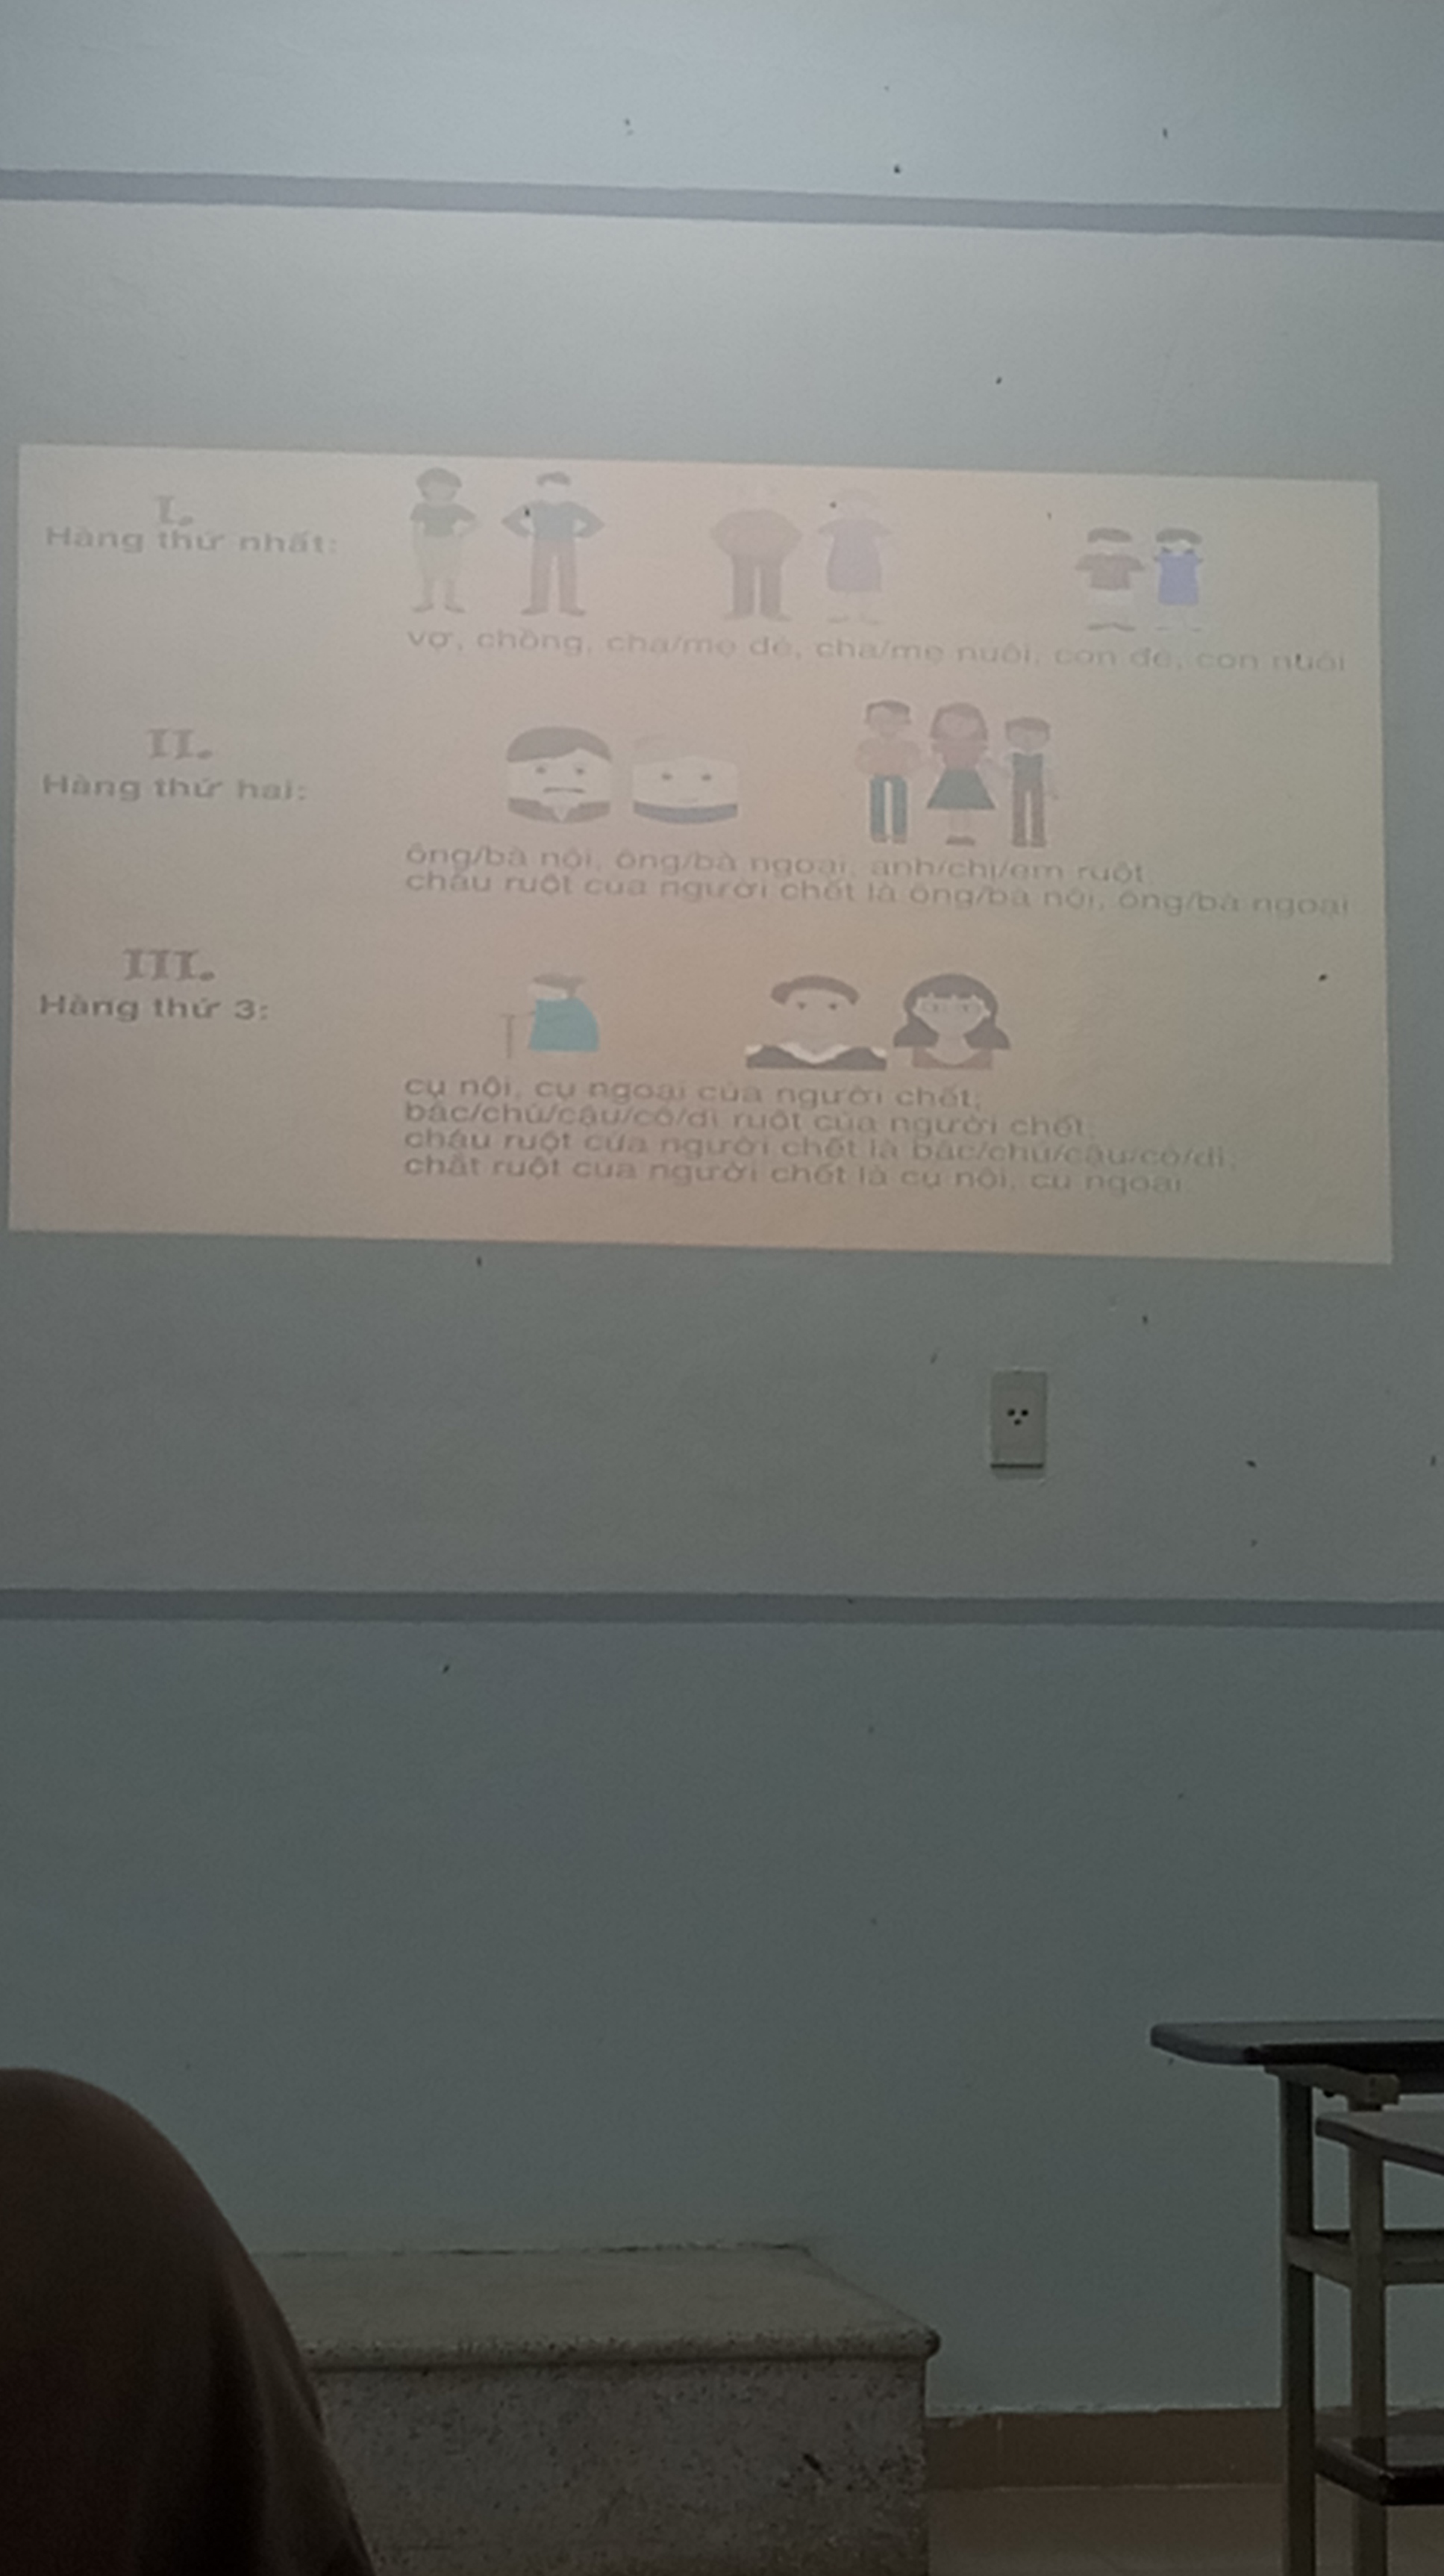 I.
Hàng thứ nhất:
vợ, chồng, cha/mẹ đẻ, cha/mẹ nuôi, con đẻ, con nuôi
II.
Hàng thứ hai:
ông/bà nội, ông/bà ngoại, anh/chị/em ruột
cháu ruột của người chết là ông/bà nội, ông/bà ngoại
III.
Hàng thứ 3:
cụ nội, cụ ngoại của người chết;
bác/chú/cậu/cô/dì ruột của người chết;
cháu ruột của người chết là bác/chú/cậu/cô/dì;
chắt ruột của người chết là cụ nội, cụ ngoại.